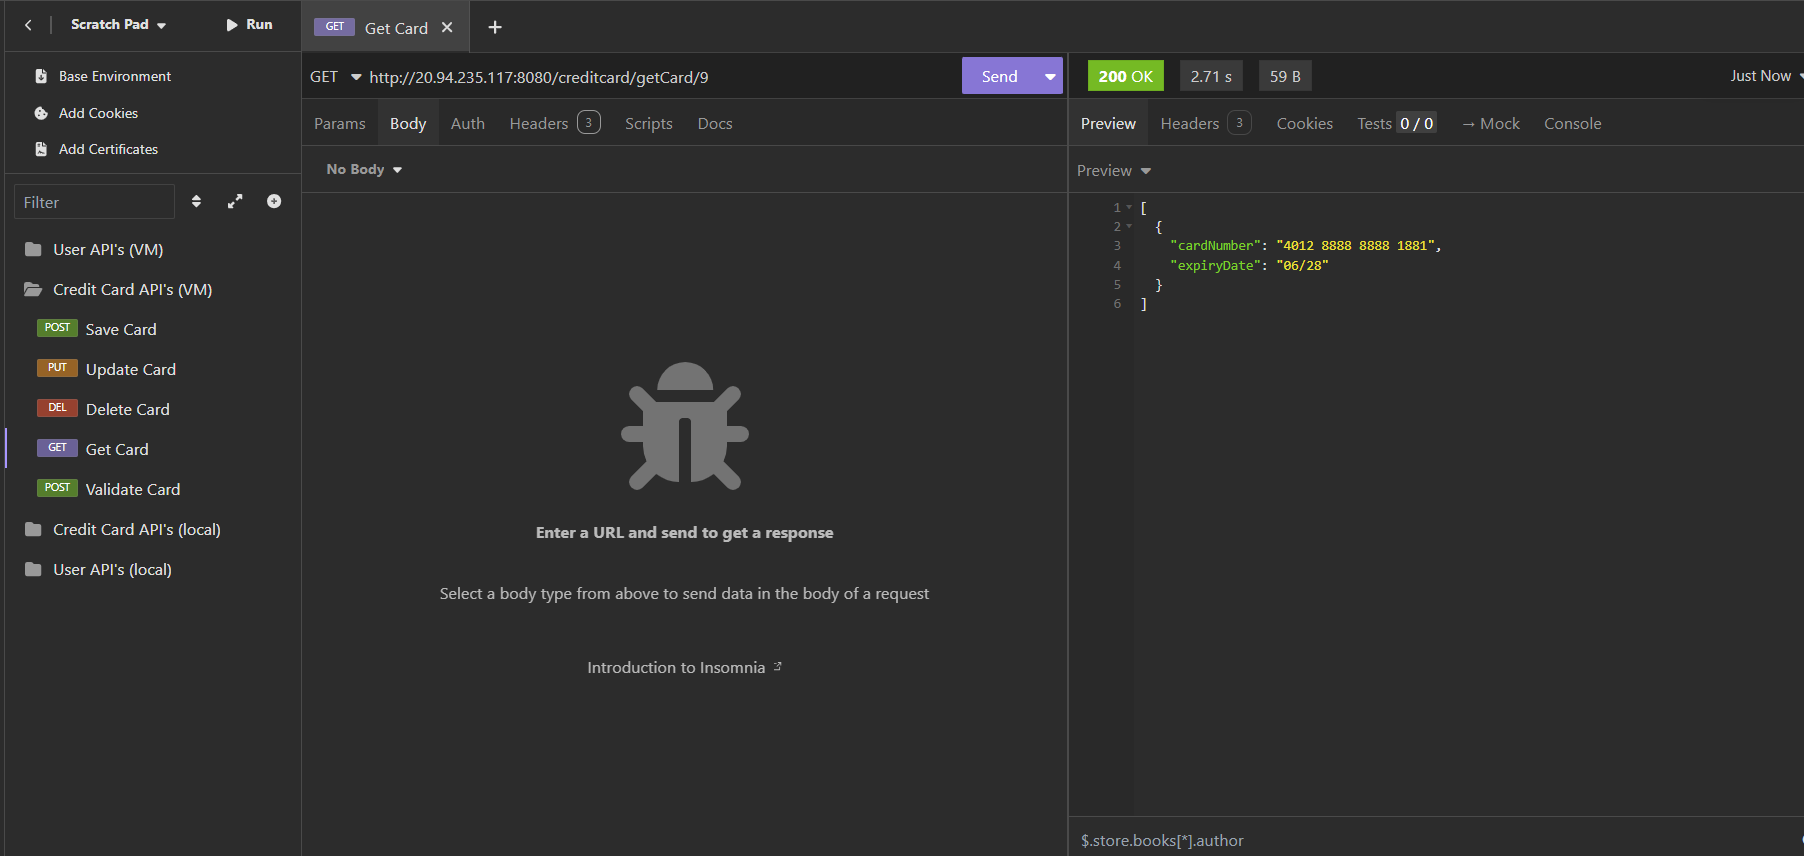 Scratch Pad
Run
Base Environment
Add Cookies
Add Certificates
Filter
User API's (VM)
Credit Card API's (VM)
POST Save Card
PUT Update Card
DEL Delete Card
GET Get Card
POST Validate Card
Credit Card API's (local)
User API's (local)
GET Get Card
GET http://20.94.235.117:8080/creditcard/getCard/9
Send
Params Body Auth Headers 3 Scripts Docs
No Body
Enter a URL and send to get a response
Select a body type from above to send data in the body of a request
Introduction to Insomnia
200 OK 2.71 s 59 B Just Now
Preview Headers 3 Cookies Tests 0 / 0 → Mock Console
Preview
1 [
2 {
3 "cardNumber": "4012 8888 8888 1881",
4 "expiryDate": "06/28"
5 }
6 ]
$.store.books[*].author